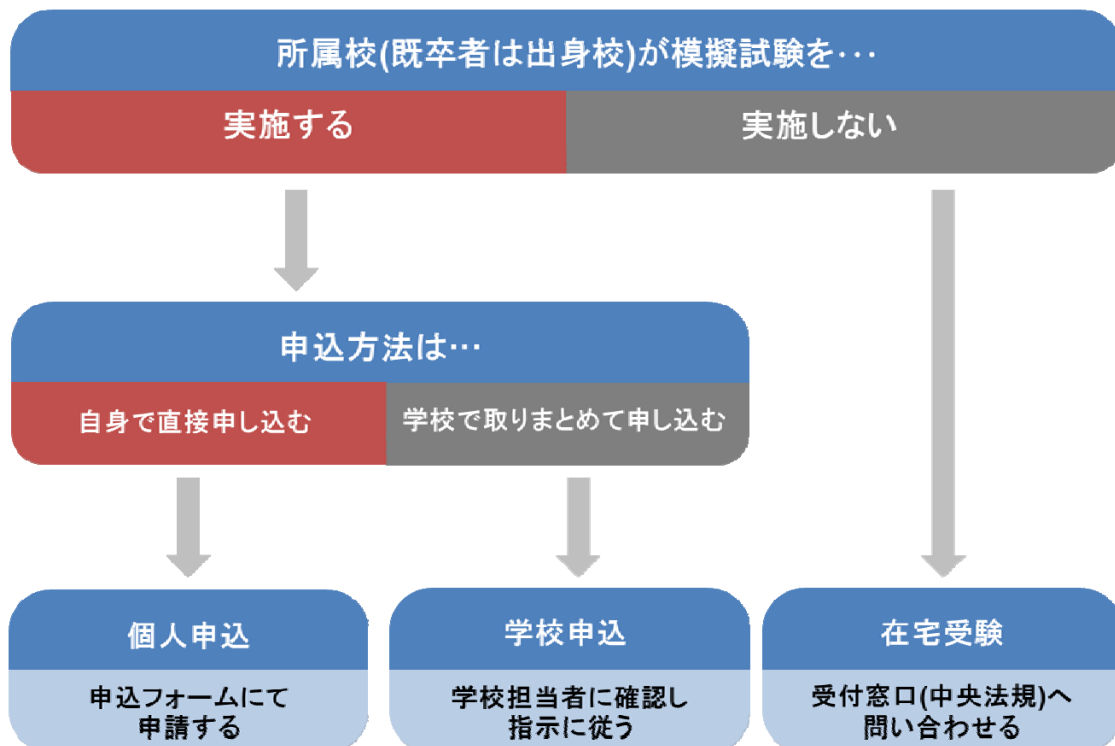 所属校(既卒者は出身校)が模擬試験を･･･
実施する
実施しない
申込方法は･･･
自身で直接申し込む
学校で取りまとめて申し込む
個人申込
申込フォームにて
申請する
学校申込
学校担当者に確認し
指示に従う
在宅受験
受付窓口(中央法規)へ
問い合わせる